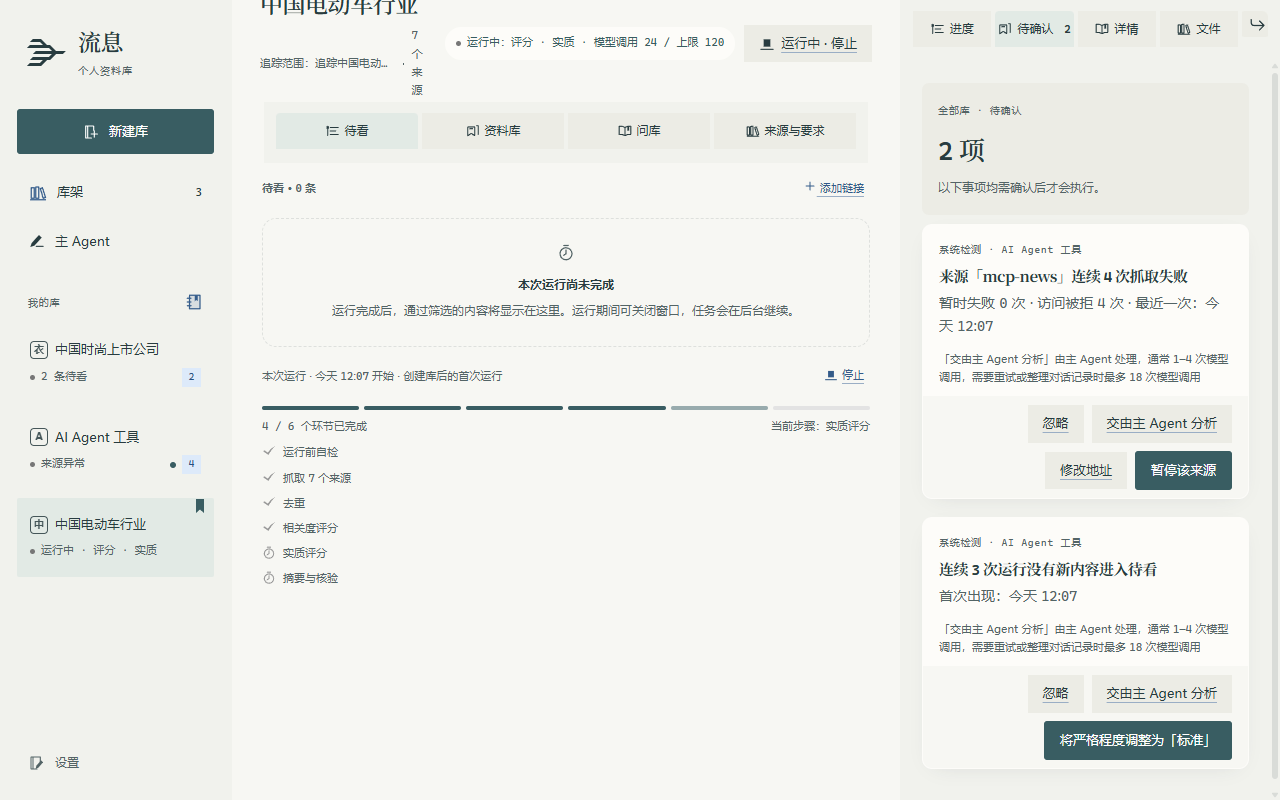 流息
个人资料库
新建库
库架 3
主 Agent
我的库
衣 中国时尚上市公司
2 条待看 2
A AI Agent 工具
来源异常 4
申 中国电动车行业
运行中 · 评分 · 实质
设置
中国电动车行业
追踪范围：追踪中国电动… · 7个来源
运行中：评分 · 实质 · 模型调用 24 / 上限 120
运行中 · 停止
待看
资料库
问库
来源与要求
待看 • 0 条
添加链接
本次运行尚未完成
运行完成后，通过筛选的内容将显示在这里。运行期间可关闭窗口，任务会在后台继续。
本次运行 · 今天 12:07 开始 · 创建库后的首次运行
停止
4 / 6 个环节已完成
当前步骤：实质评分
运行前自检
抓取 7 个来源
去重
相关度评分
实质评分
摘要与核验
进度
待确认 2
详情
文件
全部库 · 待确认
2 项
以下事项均需确认后才会执行。
系统检测 · AI Agent 工具
来源「mcp-news」连续 4 次抓取失败
暂时失败 0 次 · 访问被拒 4 次 · 最近一次：今
天 12:07
「交由主 Agent 分析」由主 Agent 处理，通常 1–4 次模型
调用，需要重试或整理对话记录时最多 18 次模型调用
忽略
交由主 Agent 分析
修改地址
暂停该来源
系统检测 · AI Agent 工具
连续 3 次运行没有新内容进入待看
首次出现：今天 12:07
「交由主 Agent 分析」由主 Agent 处理，通常 1–4 次模型
调用，需要重试或整理对话记录时最多 18 次模型调用
忽略
交由主 Agent 分析
将严格程度调整为「标准」